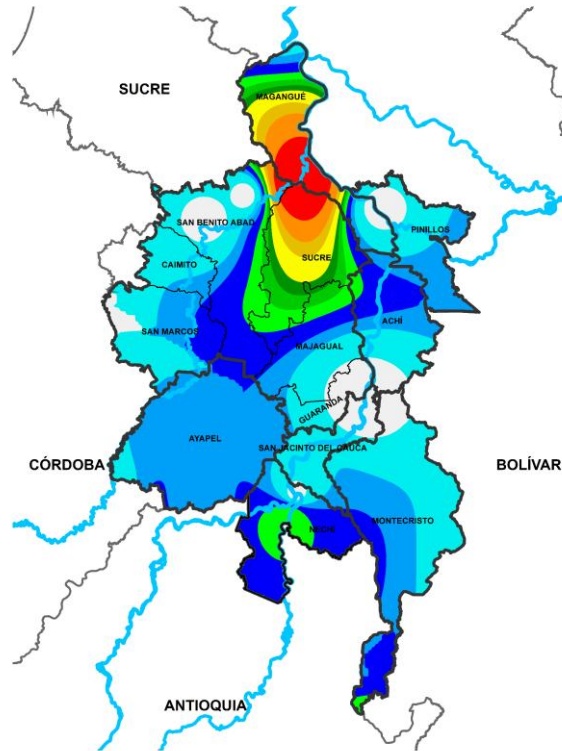 SUCRE
MAGANGUÉ
SAN BENITO ABAD
PINILLOS
SUCRE
CAIMITO
ACHÍ
SAN MARCOS
MAJAGUAL
GUARANDA
AYAPEL
SAN JACINTO DEL CAUCA
CÓRDOBA
BOLÍVAR
MONTECRISTO
NECHÍ
ANTIOQUIA